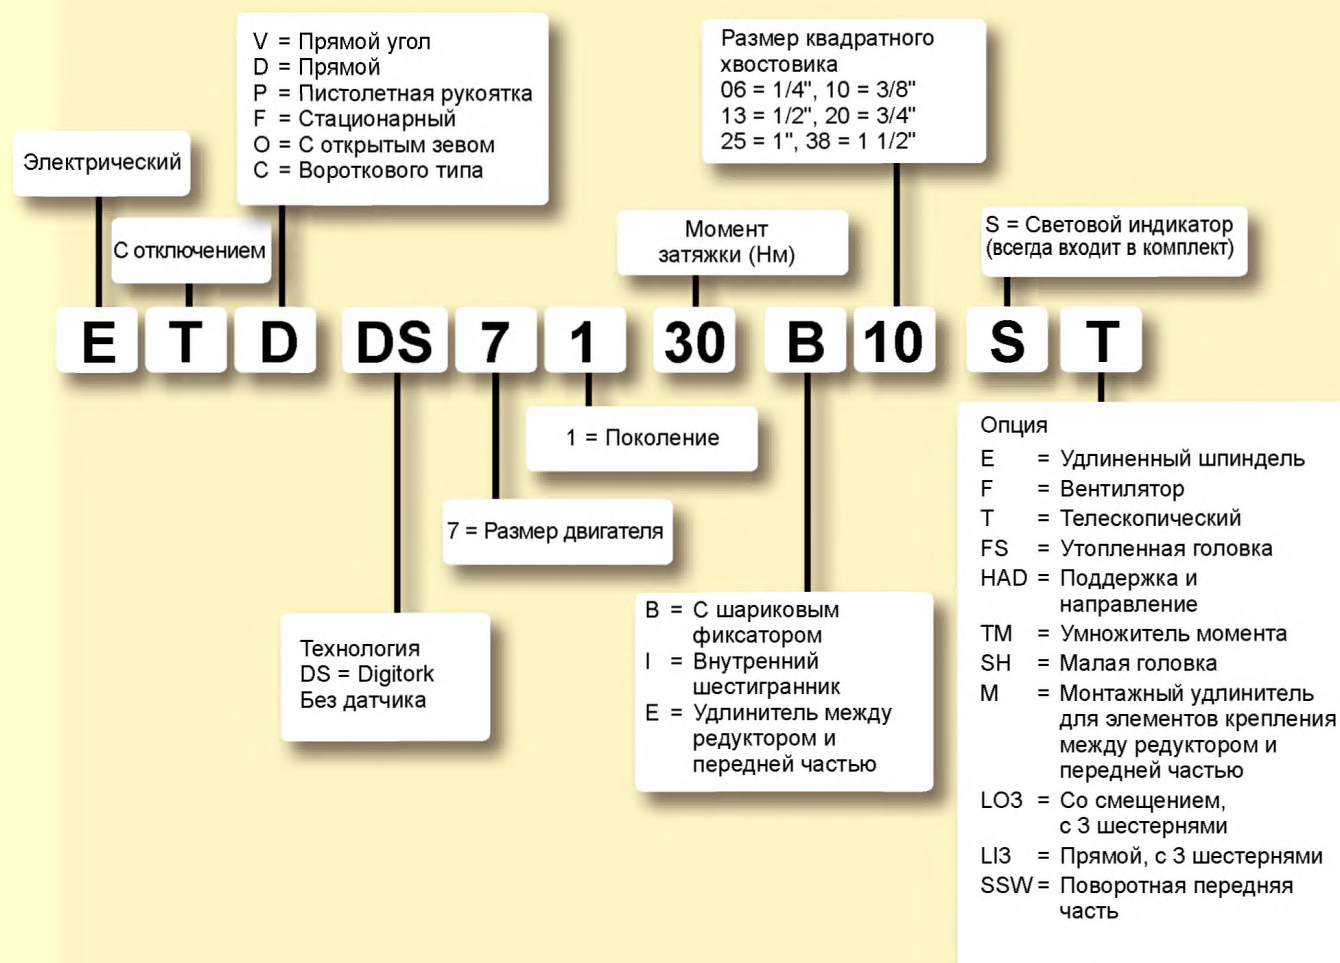 V = Прямой угол
D = Прямой
P = Пистолетная рукоятка
F = Стационарный
O = С открытым зевом
C = Вороткового типа
Размер квадратного
хвостовика
06 = 1/4", 10 = 3/8"
13 = 1/2", 20 = 3/4"
25 = 1", 38 = 1 1/2"
Электрический
С отключением
Момент
затяжки (Нм)
S = Световой индикатор
(всегда входит в комплект)
E T D DS 7 1 30 B 10 S T
1 = Поколение
7 = Размер двигателя
Технология
DS = Digitork
Без датчика
B = С шариковым
фиксатором
I = Внутренний
шестигранник
E = Удлинитель между
редуктором и
передней частью
Опция
E = Удлиненный шпиндель
F = Вентилятор
T = Телескопический
FS = Утопленная головка
HAD = Поддержка и
направление
TM = Умножитель момента
SH = Малая головка
M = Монтажный удлинитель
для элементов крепления
между редуктором и
передней частью
LO3 = Со смещением,
с 3 шестернями
LI3 = Прямой, с 3 шестернями
SSW = Поворотная передняя
часть